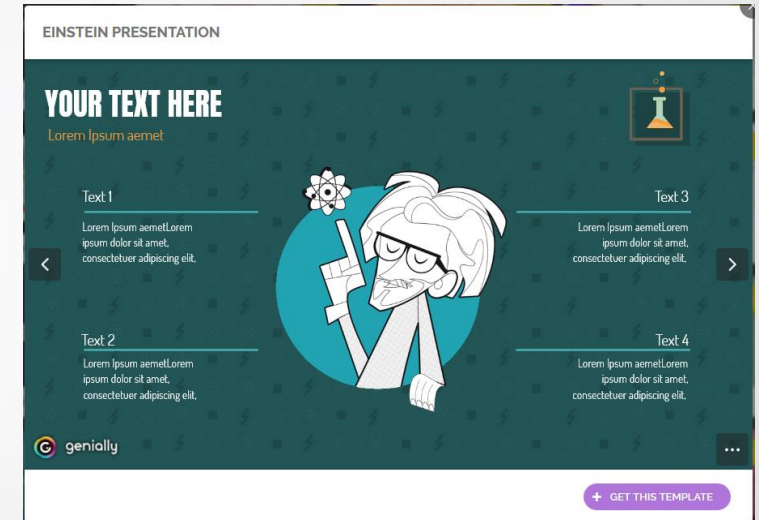 EINSTEIN PRESENTATION
YOUR TEXT HERE
Lorem Ipsum aemet
Text 1
Lorem Ipsum aemetLorem
ipsum dolor sit amet,
consectetuer adipiscing elit,
Text 2
Lorem Ipsum aemetLorem
ipsum dolor sit amet,
consectetuer adipiscing elit,
Text 3
Lorem Ipsum aemetLorem
ipsum dolor sit amet,
consectetuer adipiscing elit,
Text 4
Lorem Ipsum aemetLorem
ipsum dolor sit amet,
consectetuer adipiscing elit,
G genially
+ GET THIS TEMPLATE